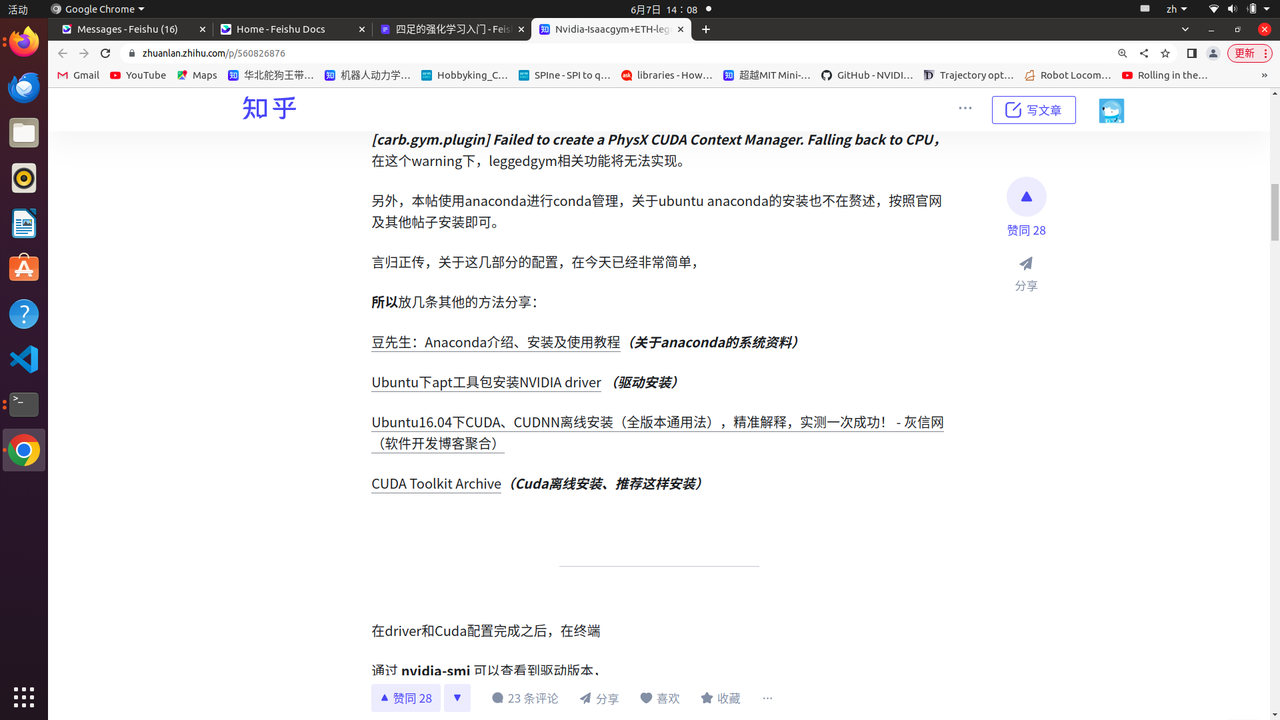 活动
Google Chrome
6月7日 14：08
zh
Messages - Feishu (16)
Home - Feishu Docs
四足的强化学习入门 - Feis
Nvidia-Isaacgym+ETH-leg
zhuanlan.zhihu.com/p/560826876
更新
Gmail
YouTube
Maps
华北舵狗王带…
机器人动力学…
Hobbyking_C…
SPIne - SPI to q…
libraries - How…
超越MIT Mini-…
GitHub - NVIDI…
Trajectory opt…
Robot Locom…
Rolling in the…
»
知乎
写文章
[carb.gym.plugin] Failed to create a PhysX CUDA Context Manager. Falling back to CPU，
在这个warning下，leggedgym相关功能将无法实现。
另外，本帖使用anaconda进行conda管理，关于ubuntu anaconda的安装也不在赘述，按照官网
及其他帖子安装即可。
言归正传，关于这几部分的配置，在今天已经非常简单，
所以放几条其他的方法分享：
豆先生：Anaconda介绍、安装及使用教程（关于anaconda的系统资料）
Ubuntu下apt工具包安装NVIDIA driver （驱动安装）
Ubuntu16.04下CUDA、CUDNN离线安装（全版本通用法），精准解释，实测一次成功！ - 灰信网
（软件开发博客聚合）
CUDA Toolkit Archive（Cuda离线安装、推荐这样安装）
赞同 28
分享
在driver和Cuda配置完成之后，在终端
通过 nvidia-smi 可以查看到驱动版本，
赞同 28
23 条评论
分享
喜欢
收藏